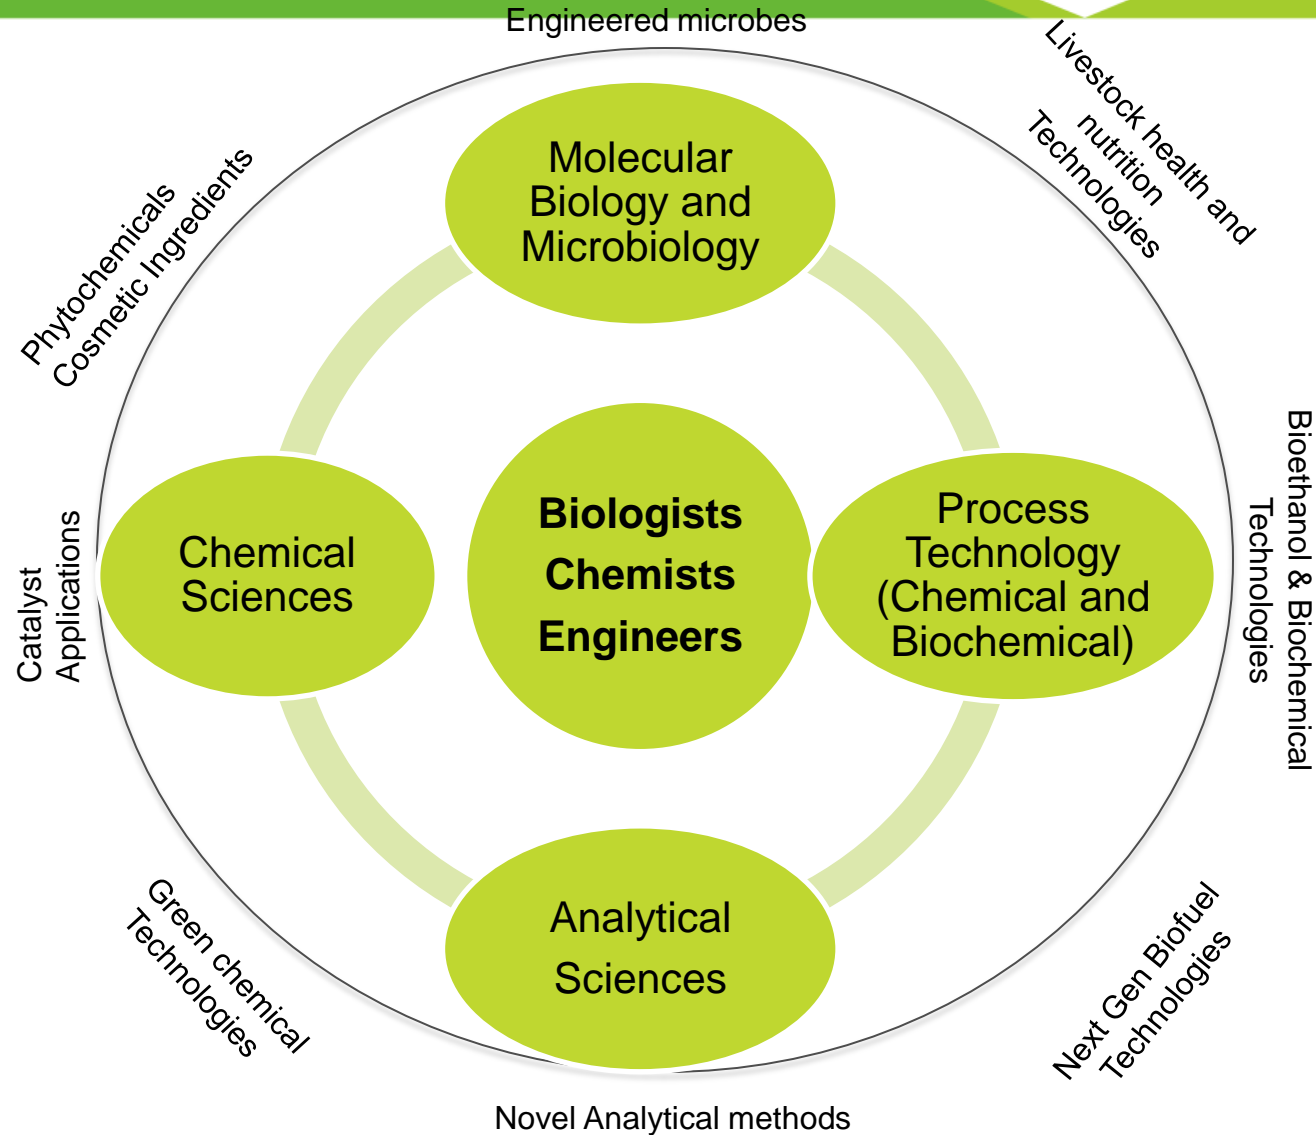 Engineered microbes
Livestock health and
nutrition
Technologies
Molecular
Biology and
Microbiology
Phytochemicals
Cosmetic Ingredients
Bioethanol & Biochemical
Technologies
Biologists
Chemists
Engineers
Process
Technology
(Chemical and
Biochemical)
Chemical
Sciences
Catalyst
Applications
Analytical
Sciences
Green chemical
Technologies
Next Gen Biofuel
Technologies
Novel Analytical methods